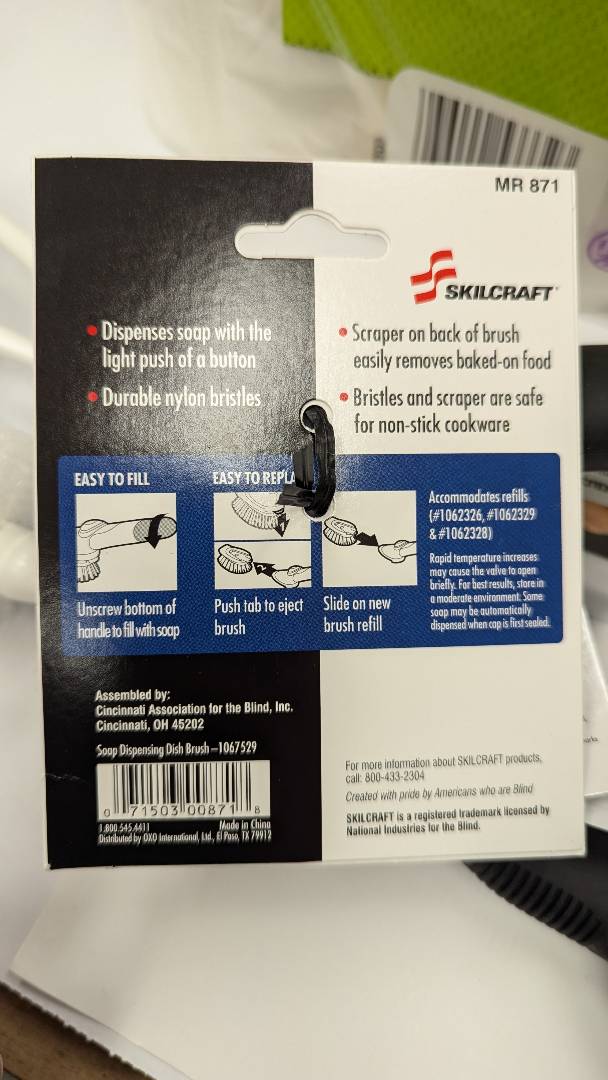 MR 871
SKILCRAFT
Dispenses soap with the
light push of a button
Durable nylon bristles
Scraper on back of brush
easily removes baked-on food
Bristles and scraper are safe
for non-stick cookware
EASY TO FILL
Unscrew bottom of
handle to fill with soap
EASY TO
Push tab to eject
brush
Slide on new
brush refill
Accommodates refills
(#1062326, #1062329
& #1062328)
Rapid temperature increases
may cause the valve to open
briefly. For best results, store in
a moderate environment. Some
soap may be automatically
dispensed when cap is first sealed.
Assembled by:
Cincinnati Association for the Blind, Inc.
Cincinnati, OH 45202
Soap Dispensing Dish Brush–1067529
0 71503 00871 8
1.800.545.4411 Made in China
Distributed by OXO International, Ltd., El Paso, TX 79912
For more information about SKILCRAFT products,
call: 800-433-2304
Created with pride by Americans who are Blind
SKILCRAFT is a registered trademark licensed by
National Industries for the Blind.